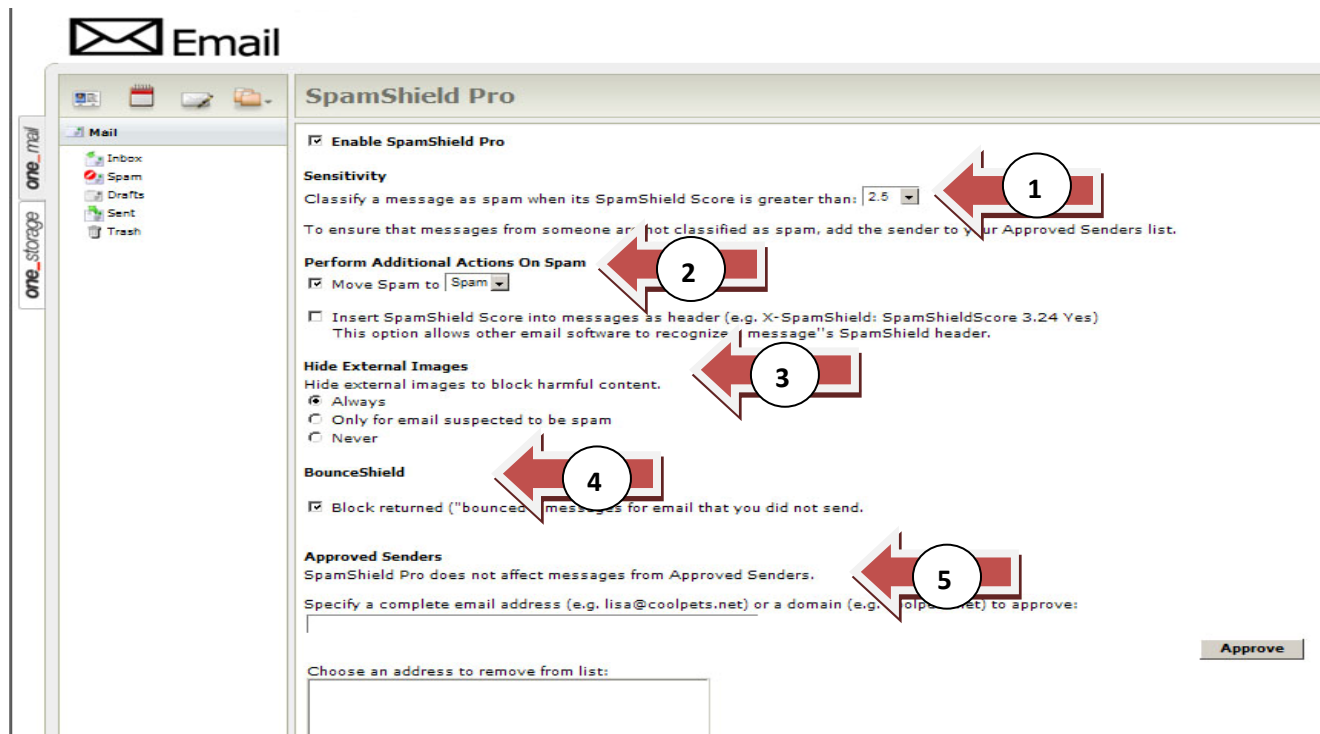 Email
one_mail
one_storage
Mail
Inbox
Spam
Drafts
Sent
Trash
SpamShield Pro
Enable SpamShield Pro
Sensitivity
Classify a message as spam when its SpamShield Score is greater than: 2.5
1
To ensure that messages from someone are not classified as spam, add the sender to your Approved Senders list.
Perform Additional Actions On Spam
2
Move Spam to Spam
Insert SpamShield Score into messages as header (e.g. X-SpamShield: SpamShieldScore 3.24 Yes)
This option allows other email software to recognize message''s SpamShield header.
Hide External Images
3
Hide external images to block harmful content.
Always
Only for email suspected to be spam
Never
BounceShield
4
Block returned ("bounced messages for email that you did not send.
Approved Senders
SpamShield Pro does not affect messages from Approved Senders.
5
Specify a complete email address (e.g. lisa@coolpets.net) or a domain (e.g. coolpets.net) to approve:
Approve
Choose an address to remove from list: